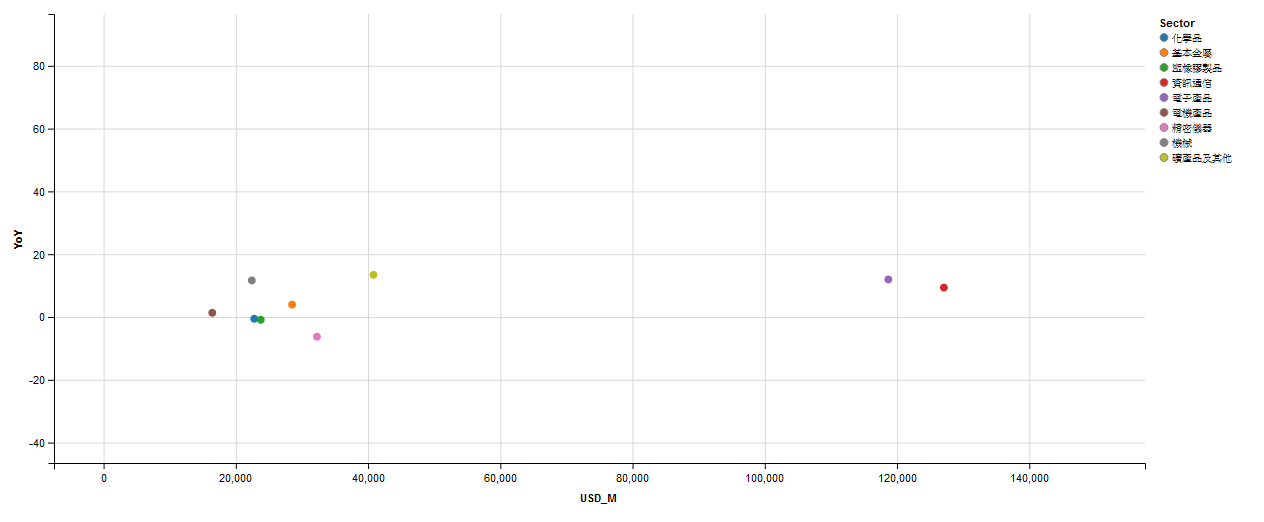 Sector
化學品
基本金屬
塑橡膠製品
資訊通信
電子產品
電機產品
精密儀器
機械
礦產品及其他
YoY
80
60
40
20
0
-20
-40
0
20,000
40,000
60,000
80,000
100,000
120,000
140,000
USD_M